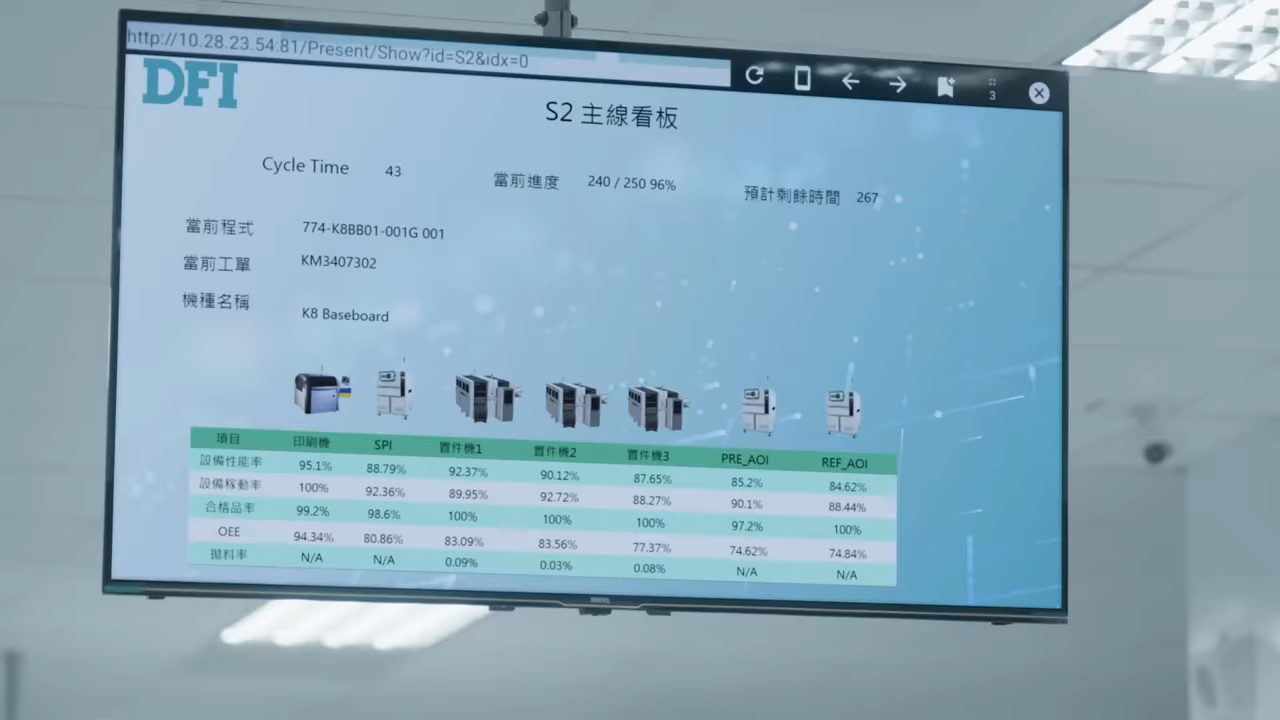 http://10.28.23.54:81/Present/Show?id=S2&idx=0
3
DFI
S2 主線看板
Cycle Time 43 當前進度 240 / 250 96% 預計剩餘時間 267
當前程式 774-K8BB01-001G 001
當前工單 KM3407302
機種名稱 K8 Baseboard
項目 印刷機 SPI 置件機1 置件機2 置件機3 PRE_AOI REF_AOI
設備性能率 95.1% 88.79% 92.37% 90.12% 87.65% 85.2% 84.62%
設備稼動率 100% 92.36% 89.95% 92.72% 88.27% 90.1% 88.44%
合格品率 99.2% 98.6% 100% 100% 100% 97.2% 100%
OEE 94.34% 80.86% 83.09% 83.56% 77.37% 74.62% 74.84%
拋料率 N/A N/A 0.09% 0.03% 0.08% N/A N/A
BenQ